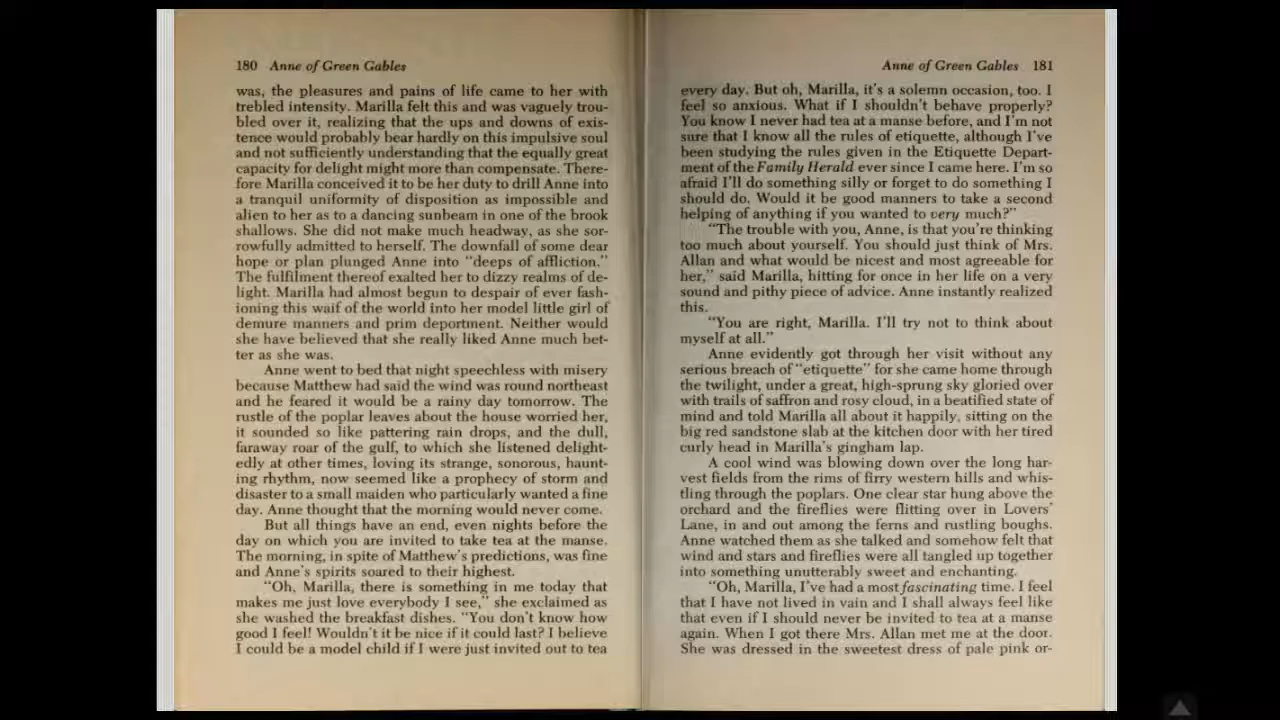 180 Anne of Green Gables
was, the pleasures and pains of life came to her with
trebled intensity. Marilla felt this and was vaguely trou-
bled over it, realizing that the ups and downs of exis-
tence would probably bear hardly on this impulsive soul
and not sufficiently understanding that the equally great
capacity for delight might more than compensate. There-
fore Marilla conceived it to be her duty to drill Anne into
a tranquil uniformity of disposition as impossible and
alien to her as to a dancing sunbeam in one of the brook
shallows. She did not make much headway, as she sor-
rowfully admitted to herself. The downfall of some dear
hope or plan plunged Anne into "deeps of affliction."
The fulfilment thereof exalted her to dizzy realms of de-
light. Marilla had almost begun to despair of ever fash-
ioning this waif of the world into her model little girl of
demure manners and prim deportment. Neither would
she have believed that she really liked Anne much bet-
ter as she was.
Anne went to bed that night speechless with misery
because Matthew had said the wind was round northeast
and he feared it would be a rainy day tomorrow. The
rustle of the poplar leaves about the house worried her,
it sounded so like pattering rain drops, and the dull,
faraway roar of the gulf, to which she listened delight-
edly at other times, loving its strange, sonorous, haunt-
ing rhythm, now seemed like a prophecy of storm and
disaster to a small maiden who particularly wanted a fine
day. Anne thought that the morning would never come.
But all things have an end, even nights before the
day on which you are invited to take tea at the manse.
The morning, in spite of Matthew's predictions, was fine
and Anne's spirits soared to their highest.
"Oh, Marilla, there is something in me today that
makes me just love everybody I see," she exclaimed as
she washed the breakfast dishes. "You don't know how
good I feel! Wouldn't it be nice if it could last? I believe
I could be a model child if I were just invited out to tea
Anne of Green Gables 181
every day. But oh, Marilla, it's a solemn occasion, too. I
feel so anxious. What if I shouldn't behave properly?
You know I never had tea at a manse before, and I'm not
sure that I know all the rules of etiquette, although I've
been studying the rules given in the Etiquette Depart-
ment of the Family Herald ever since I came here. I'm so
afraid I'll do something silly or forget to do something I
should do. Would it be good manners to take a second
helping of anything if you wanted to very much?"
"The trouble with you, Anne, is that you're thinking
too much about yourself. You should just think of Mrs.
Allan and what would be nicest and most agreeable for
her," said Marilla, hitting for once in her life on a very
sound and pithy piece of advice. Anne instantly realized
this.
"You are right, Marilla. I'll try not to think about
myself at all."
Anne evidently got through her visit without any
serious breach of "etiquette" for she came home through
the twilight, under a great, high-sprung sky gloried over
with trails of saffron and rosy cloud, in a beatified state of
mind and told Marilla all about it happily, sitting on the
big red sandstone slab at the kitchen door with her tired
curly head in Marilla's gingham lap.
A cool wind was blowing down over the long har-
vest fields from the rims of firry western hills and whis-
tling through the poplars. One clear star hung above the
orchard and the fireflies were flitting over in Lovers'
Lane, in and out among the ferns and rustling boughs.
Anne watched them as she talked and somehow felt that
wind and stars and fireflies were all tangled up together
into something unutterably sweet and enchanting.
"Oh, Marilla, I've had a most fascinating time. I feel
that I have not lived in vain and I shall always feel like
that even if I should never be invited to tea at a manse
again. When I got there Mrs. Allan met me at the door.
She was dressed in the sweetest dress of pale pink or-